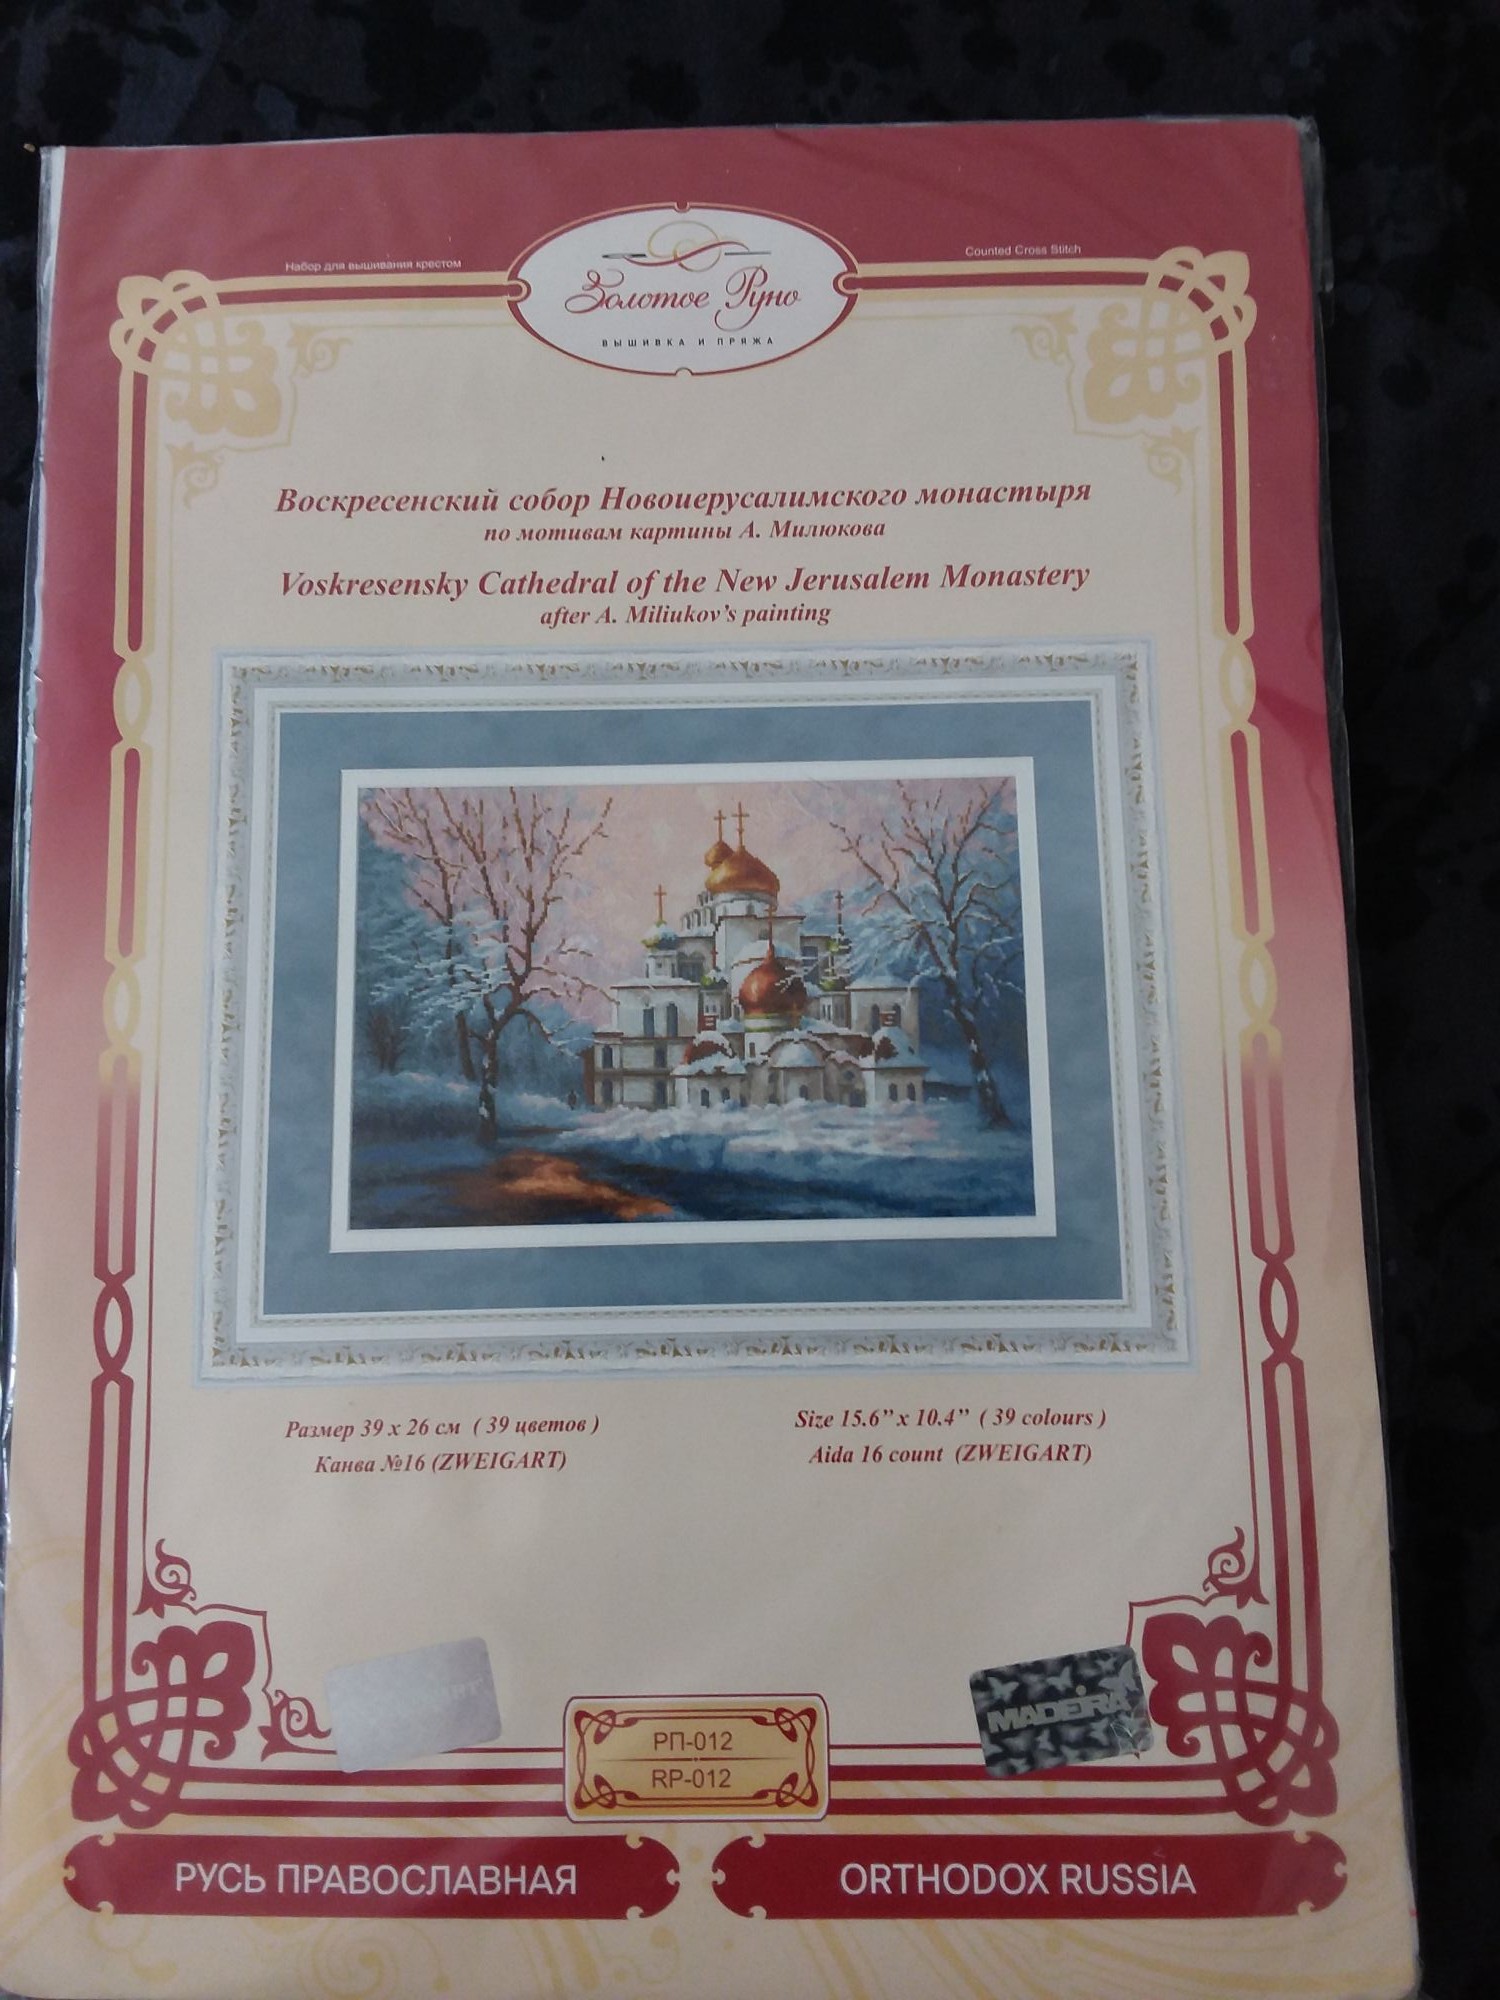 Набор для вышивания крестом
Counted Cross Stitch
Золотое Руно
ВЫШИВКА И ПРЯЖА
Воскресенский собор Новоиерусалимского монастыря
по мотивам картины А. Милюкова
Voskresensky Cathedral of the New Jerusalem Monastery
after A. Miliukov's painting
Размер 39 x 26 см ( 39 цветов )
Канва №16 (ZWEIGART)
Size 15.6” x 10.4” ( 39 colours )
Aida 16 count (ZWEIGART)
MADEIRA
РП-012
RP-012
РУСЬ ПРАВОСЛАВНАЯ
ORTHODOX RUSSIA